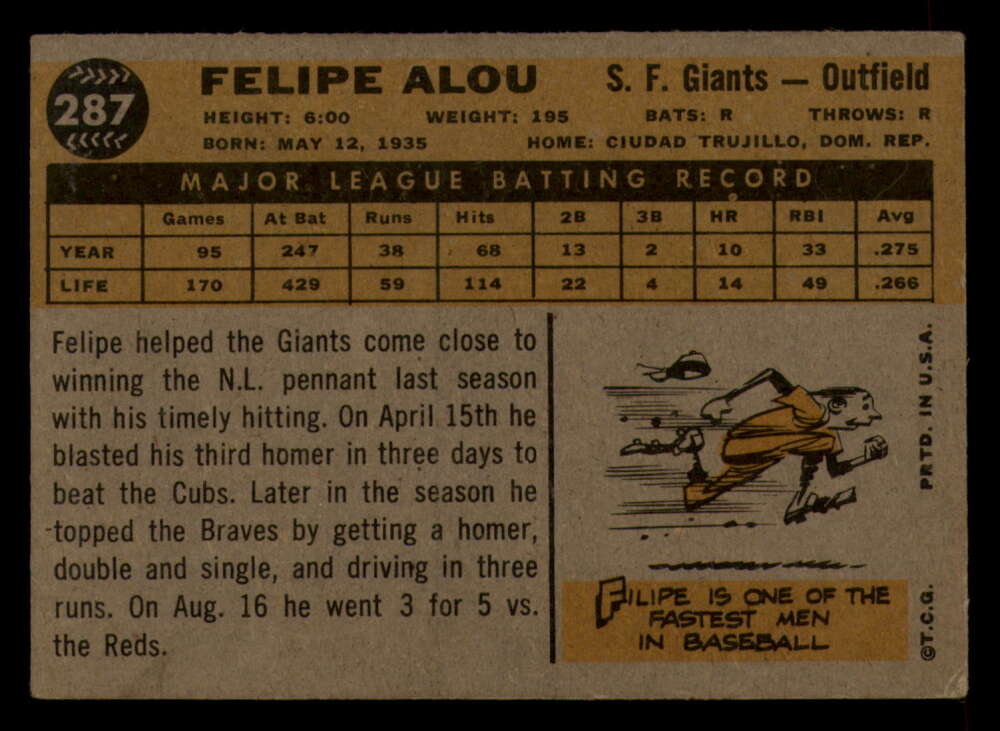 287
FELIPE ALOU
S. F. Giants — Outfield
HEIGHT: 6:00 WEIGHT: 195 BATS: R THROWS: R
BORN: MAY 12, 1935 HOME: CIUDAD TRUJILLO, DOM. REP.
MAJOR LEAGUE BATTING RECORD
Games At Bat Runs Hits 2B 3B HR RBI Avg
YEAR 95 247 38 68 13 2 10 33 .275
LIFE 170 429 59 114 22 4 14 49 .266
Felipe helped the Giants come close to
winning the N.L. pennant last season
with his timely hitting. On April 15th he
blasted his third homer in three days to
beat the Cubs. Later in the season he
topped the Braves by getting a homer,
double and single, and driving in three
runs. On Aug. 16 he went 3 for 5 vs.
the Reds.
FILIPE IS ONE OF THE
FASTEST MEN
IN BASEBALL
©T.C.G. PRTD. IN U.S.A.